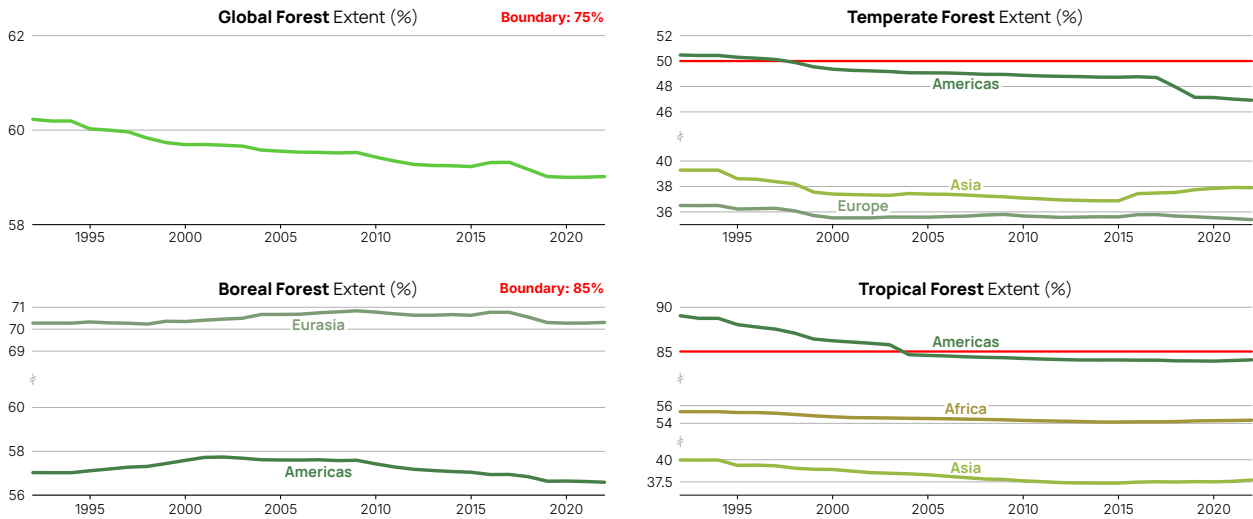 Global Forest Extent (%)
Boundary: 75%
62
60
58
1995 2000 2005 2010 2015 2020
Temperate Forest Extent (%)
52
50
48
46
40
38
36
Americas
Asia
Europe
1995 2000 2005 2010 2015 2020
Boreal Forest Extent (%)
Boundary: 85%
71
70
69
60
58
56
Eurasia
Americas
1995 2000 2005 2010 2015 2020
Tropical Forest Extent (%)
90
85
56
54
40
37.5
Americas
Africa
Asia
1995 2000 2005 2010 2015 2020